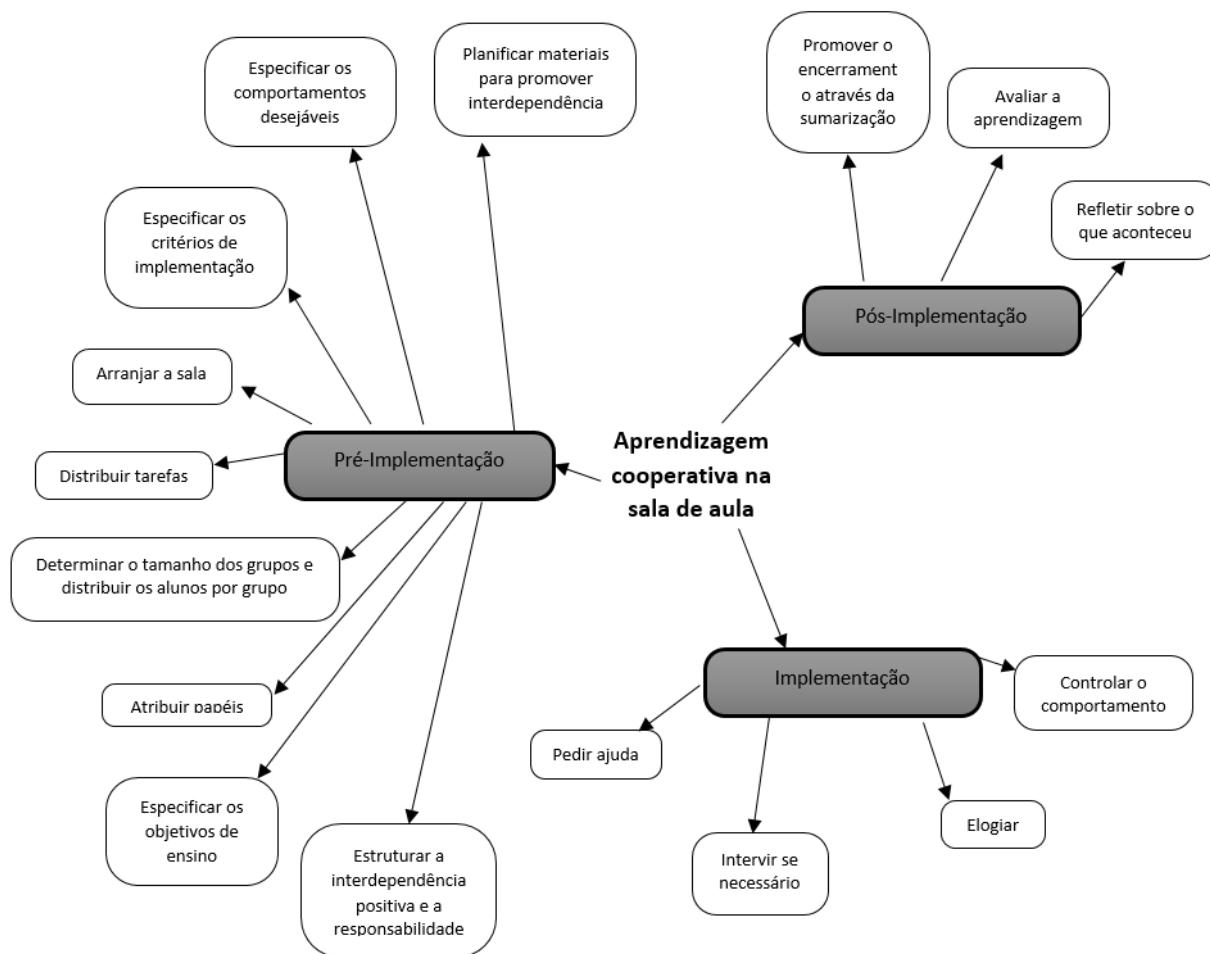 Especificar os
comportamentos
desejáveis
Planificar materiais
para promover
interdependência
Promover o
encerrament
o através da
sumarização
Avaliar a
aprendizagem
Refletir sobre o
que aconteceu
Especificar os
critérios de
implementação
Pós-Implementação
Arranjar a sala
Pré-Implementação
Aprendizagem
cooperativa na
sala de aula
Distribuir tarefas
Determinar o tamanho dos grupos e
distribuir os alunos por grupo
Atribuir papéis
Especificar os
objetivos de
ensino
Estruturar a
interdependência
positiva e a
responsabilidade
Implementação
Controlar o
comportamento
Pedir ajuda
Intervir se
necessário
Elogiar